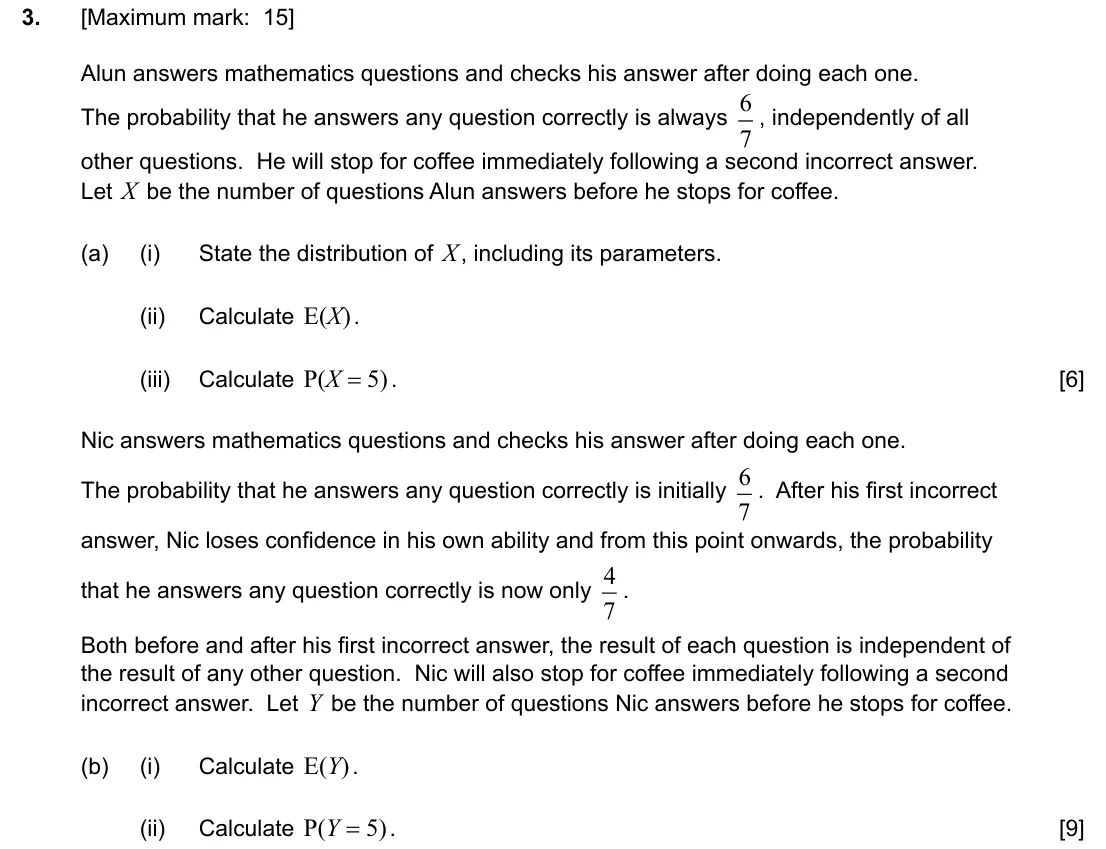 3. [Maximum mark: 15]
Alun answers mathematics questions and checks his answer after doing each one.
The probability that he answers any question correctly is always 6/7, independently of all
other questions. He will stop for coffee immediately following a second incorrect answer.
Let X be the number of questions Alun answers before he stops for coffee.
(a) (i) State the distribution of X, including its parameters.
(ii) Calculate E(X).
(iii) Calculate P(X = 5). [6]
Nic answers mathematics questions and checks his answer after doing each one.
The probability that he answers any question correctly is initially 6/7. After his first incorrect
answer, Nic loses confidence in his own ability and from this point onwards, the probability
that he answers any question correctly is now only 4/7.
Both before and after his first incorrect answer, the result of each question is independent of
the result of any other question. Nic will also stop for coffee immediately following a second
incorrect answer. Let Y be the number of questions Nic answers before he stops for coffee.
(b) (i) Calculate E(Y).
(ii) Calculate P(Y = 5). [9]